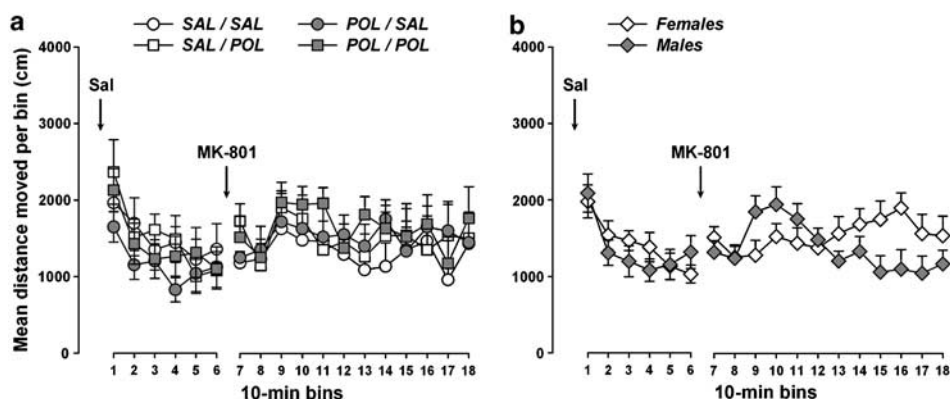 a
SAL / SAL
POL / SAL
SAL / POL
POL / POL
Mean distance moved per bin (cm)
4000
3000
2000
1000
0
Sal
MK-801
1 2 3 4 5 6 7 8 9 10 11 12 13 14 15 16 17 18
10-min bins
b
Females
Males
4000
3000
2000
1000
0
Sal
MK-801
1 2 3 4 5 6 7 8 9 10 11 12 13 14 15 16 17 18
10-min bins